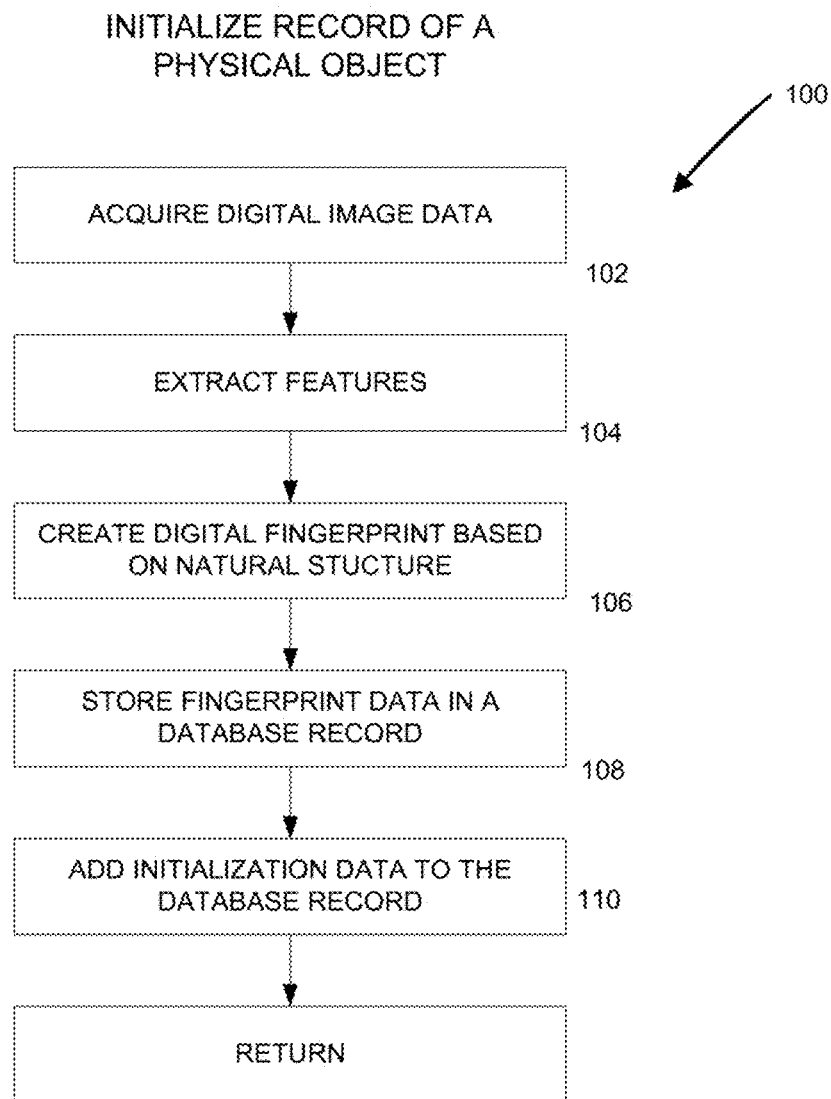 INITIALIZE RECORD OF A
PHYSICAL OBJECT
100
ACQUIRE DIGITAL IMAGE DATA
102
EXTRACT FEATURES
104
CREATE DIGITAL FINGERPRINT BASED
ON NATURAL STUCTURE
106
STORE FINGERPRINT DATA IN A
DATABASE RECORD
108
ADD INITIALIZATION DATA TO THE
DATABASE RECORD
110
RETURN